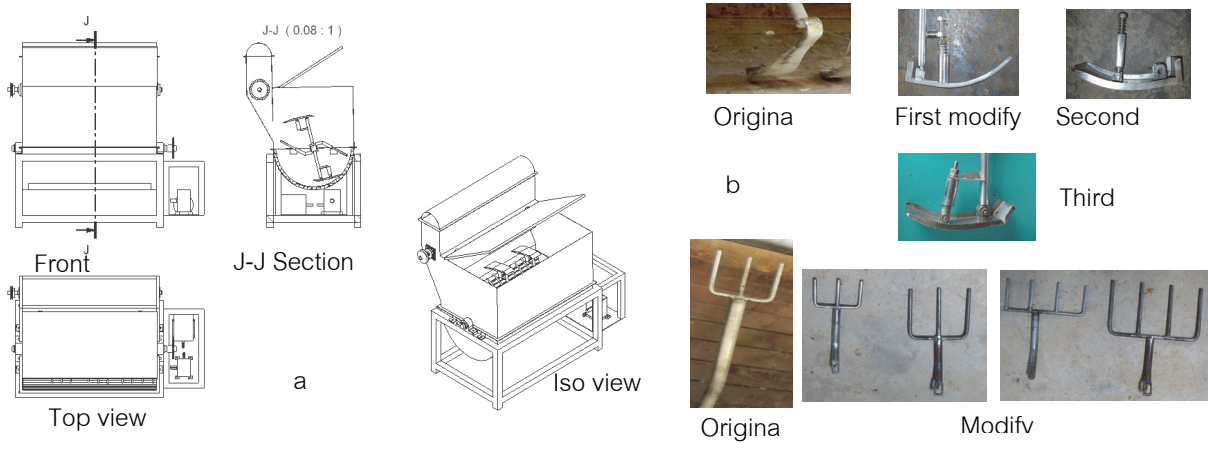 J
J-J ( 0.08 : 1 )
J
Front
J-J Section
Top view
a
Iso view
Origina
First modify
Second
b
Third
Origina
Modify